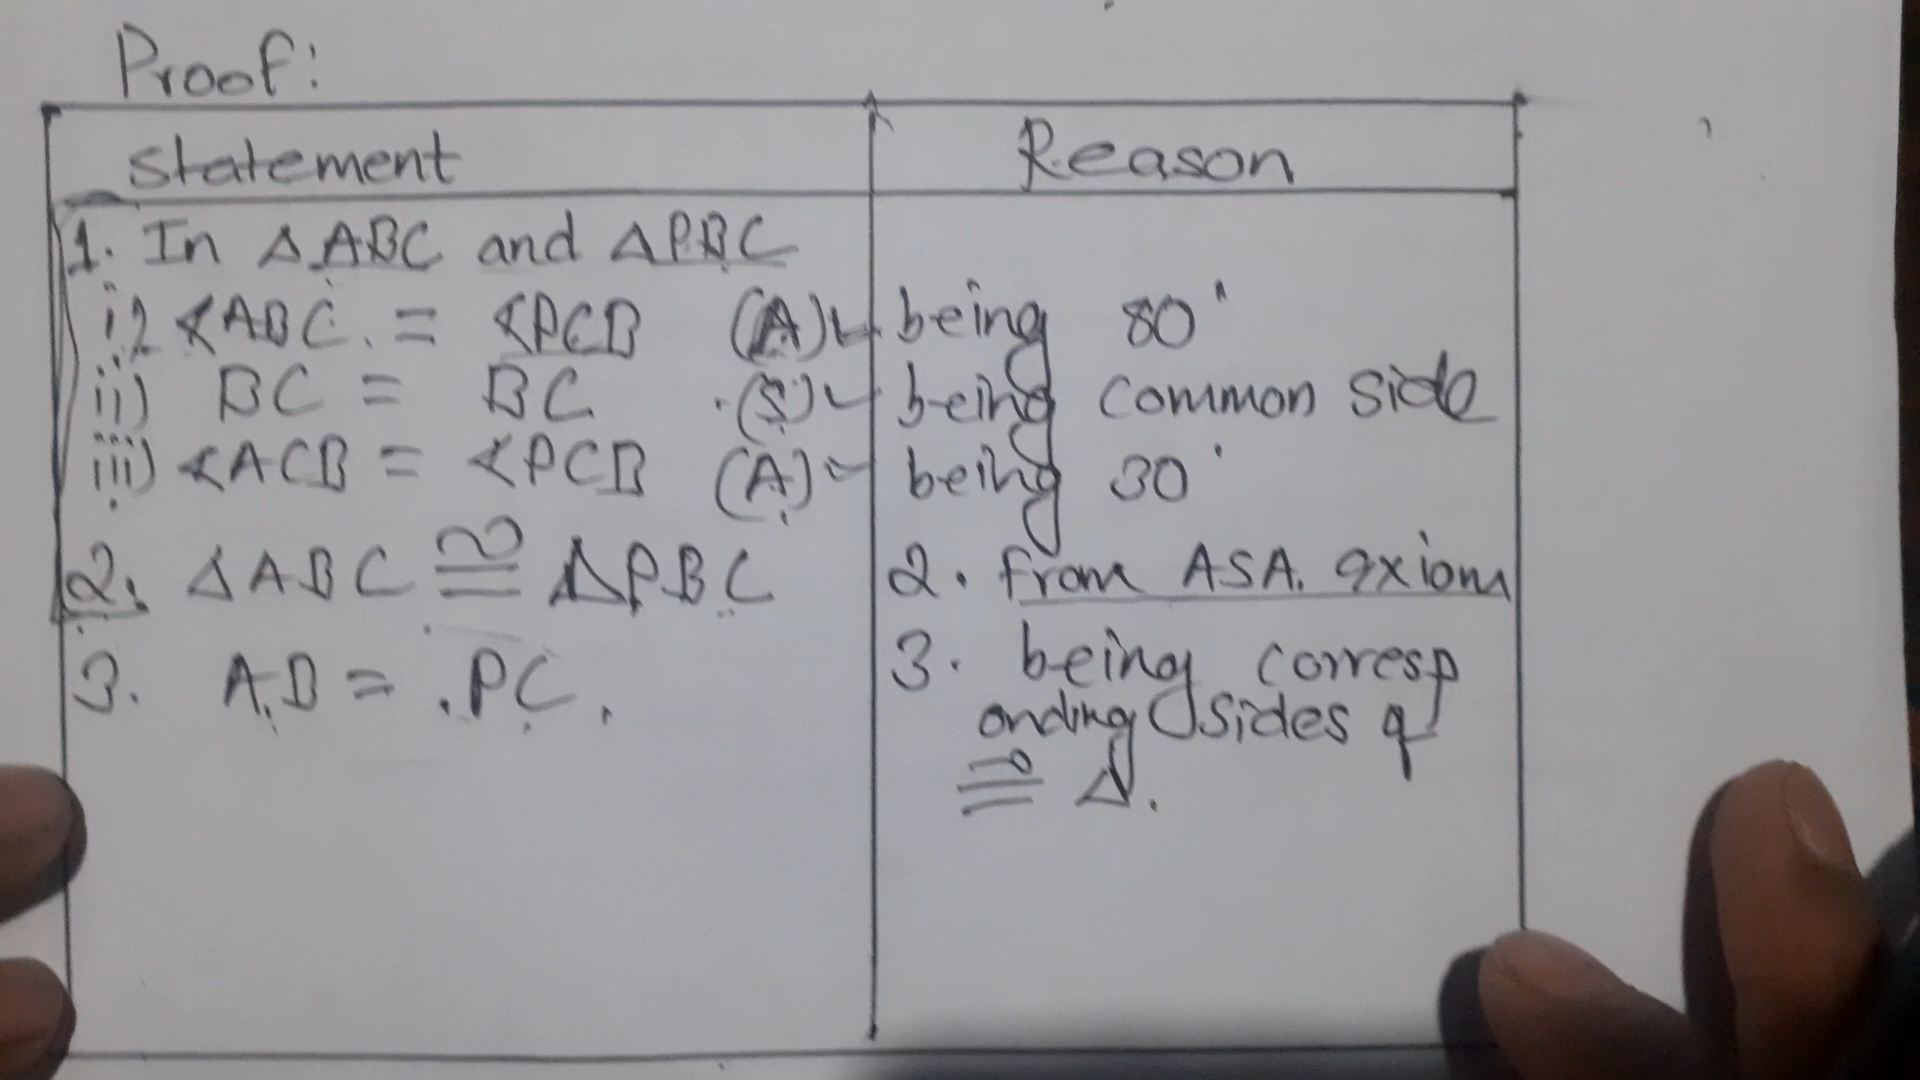 Proof:
Statement Reason
1. In ΔABC and ΔPBC
i) ∢ABC. = ∢PCB (A) being 80°
ii) BC = BC (S) being common side
iii) ∢ACB = ∢PCB (A) being 30°
2. ΔABC ≅ ΔPBC 2. from ASA. axiom
3. AB = PC. 3. being corresp
onding sides of
≅ Δ.